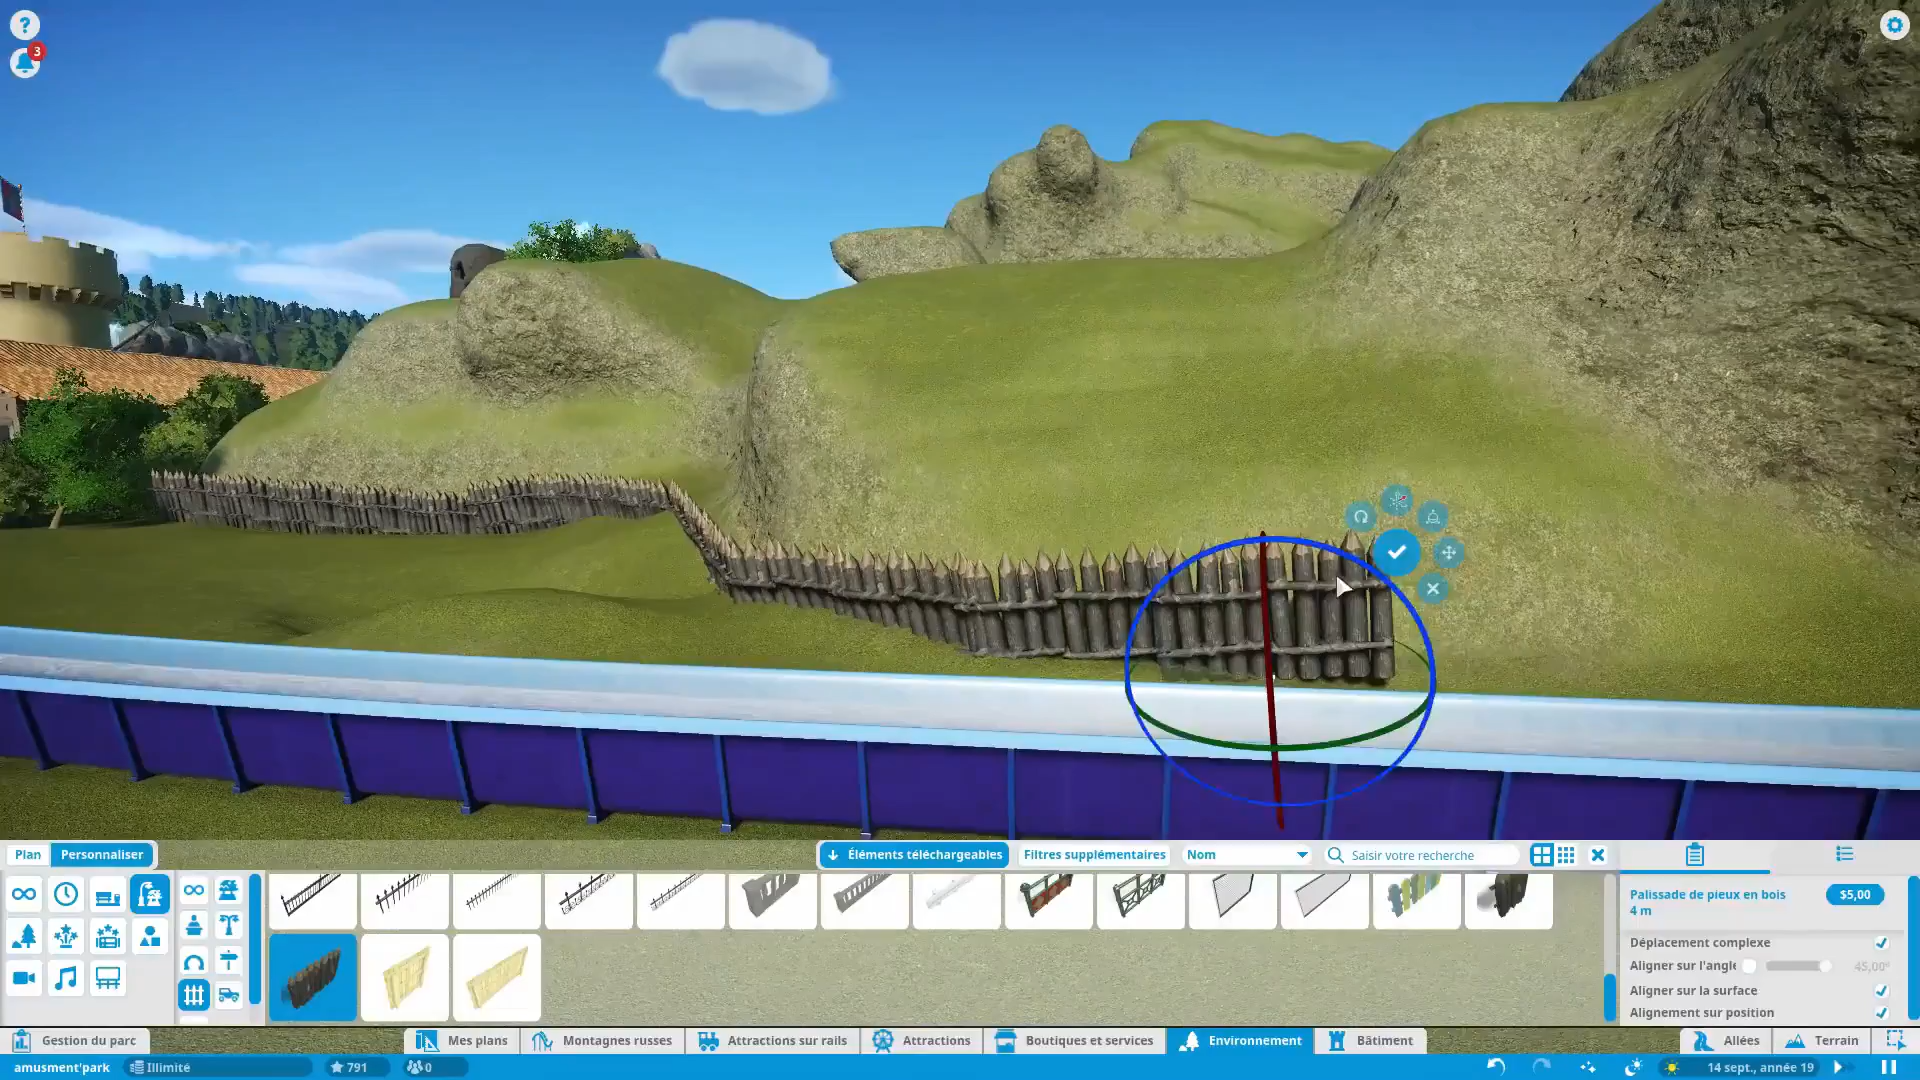 ?
3
Plan
Personnaliser
Éléments téléchargeables
Filtres supplémentaires
Nom
Saisir votre recherche
Palissade de pieux en bois
4 m
$5,00
Déplacement complexe
Aligner sur l'angle
45,00°
Aligner sur la surface
Alignement sur position
Gestion du parc
Mes plans
Montagnes russes
Attractions sur rails
Attractions
Boutiques et services
Environnement
Bâtiment
Allées
Terrain
amusment'park
Illimité
791
0
14 sept., année 19